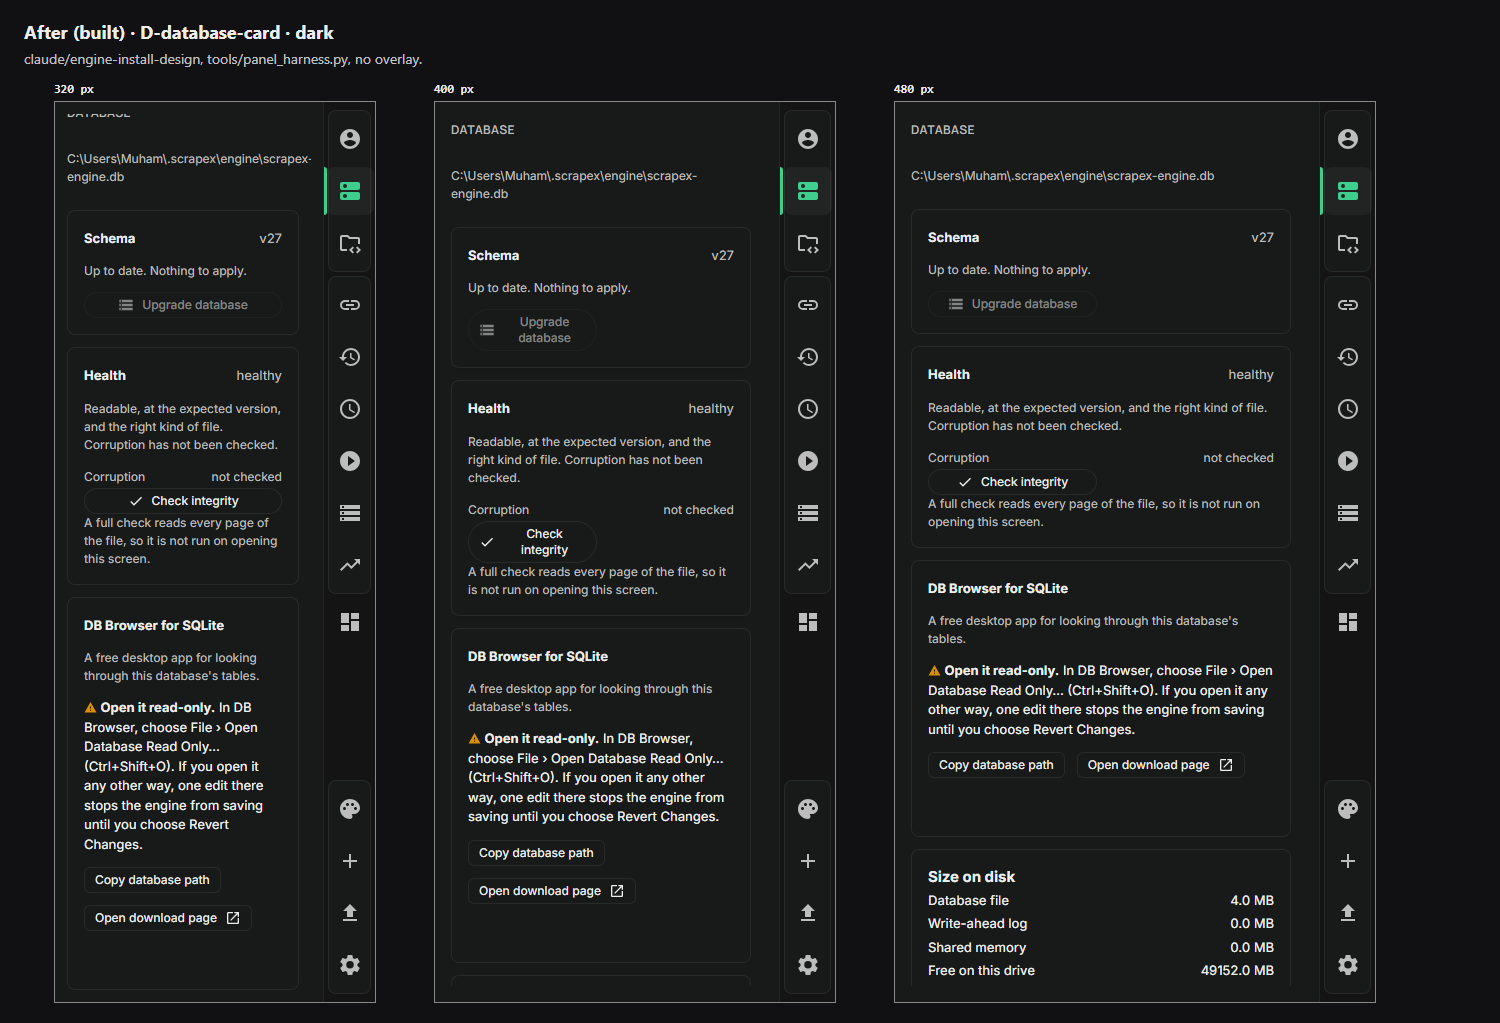 After (built) · D-database-card · dark
claude/engine-install-design, tools/panel_harness.py, no overlay.
320 px
DATABASE
C:\Users\Muham\.scrapex\engine\scrapex-
engine.db
Schema v27
Up to date. Nothing to apply.
Upgrade database
Health healthy
Readable, at the expected version,
and the right kind of file.
Corruption has not been checked.
Corruption not checked
Check integrity
A full check reads every page of
the file, so it is not run on opening
this screen.
DB Browser for SQLite
A free desktop app for looking
through this database's tables.
Open it read-only. In DB
Browser, choose File › Open
Database Read Only...
(Ctrl+Shift+O). If you open it
any other way, one edit there
stops the engine from saving
until you choose Revert
Changes.
Copy database path
Open download page
400 px
DATABASE
C:\Users\Muham\.scrapex\engine\scrapex-
engine.db
Schema v27
Up to date. Nothing to apply.
Upgrade
database
Health healthy
Readable, at the expected version, and the
right kind of file. Corruption has not been
checked.
Corruption not checked
Check
integrity
A full check reads every page of the file, so it
is not run on opening this screen.
DB Browser for SQLite
A free desktop app for looking through this
database's tables.
Open it read-only. In DB Browser,
choose File › Open Database Read Only...
(Ctrl+Shift+O). If you open it any other
way, one edit there stops the engine from
saving until you choose Revert Changes.
Copy database path
Open download page
480 px
DATABASE
C:\Users\Muham\.scrapex\engine\scrapex-engine.db
Schema v27
Up to date. Nothing to apply.
Upgrade database
Health healthy
Readable, at the expected version, and the right kind of file.
Corruption has not been checked.
Corruption not checked
Check integrity
A full check reads every page of the file, so it is not run on
opening this screen.
DB Browser for SQLite
A free desktop app for looking through this database's
tables.
Open it read-only. In DB Browser, choose File › Open
Database Read Only... (Ctrl+Shift+O). If you open it any
other way, one edit there stops the engine from saving
until you choose Revert Changes.
Copy database path
Open download page
Size on disk
Database file 4.0 MB
Write-ahead log 0.0 MB
Shared memory 0.0 MB
Free on this drive 49152.0 MB